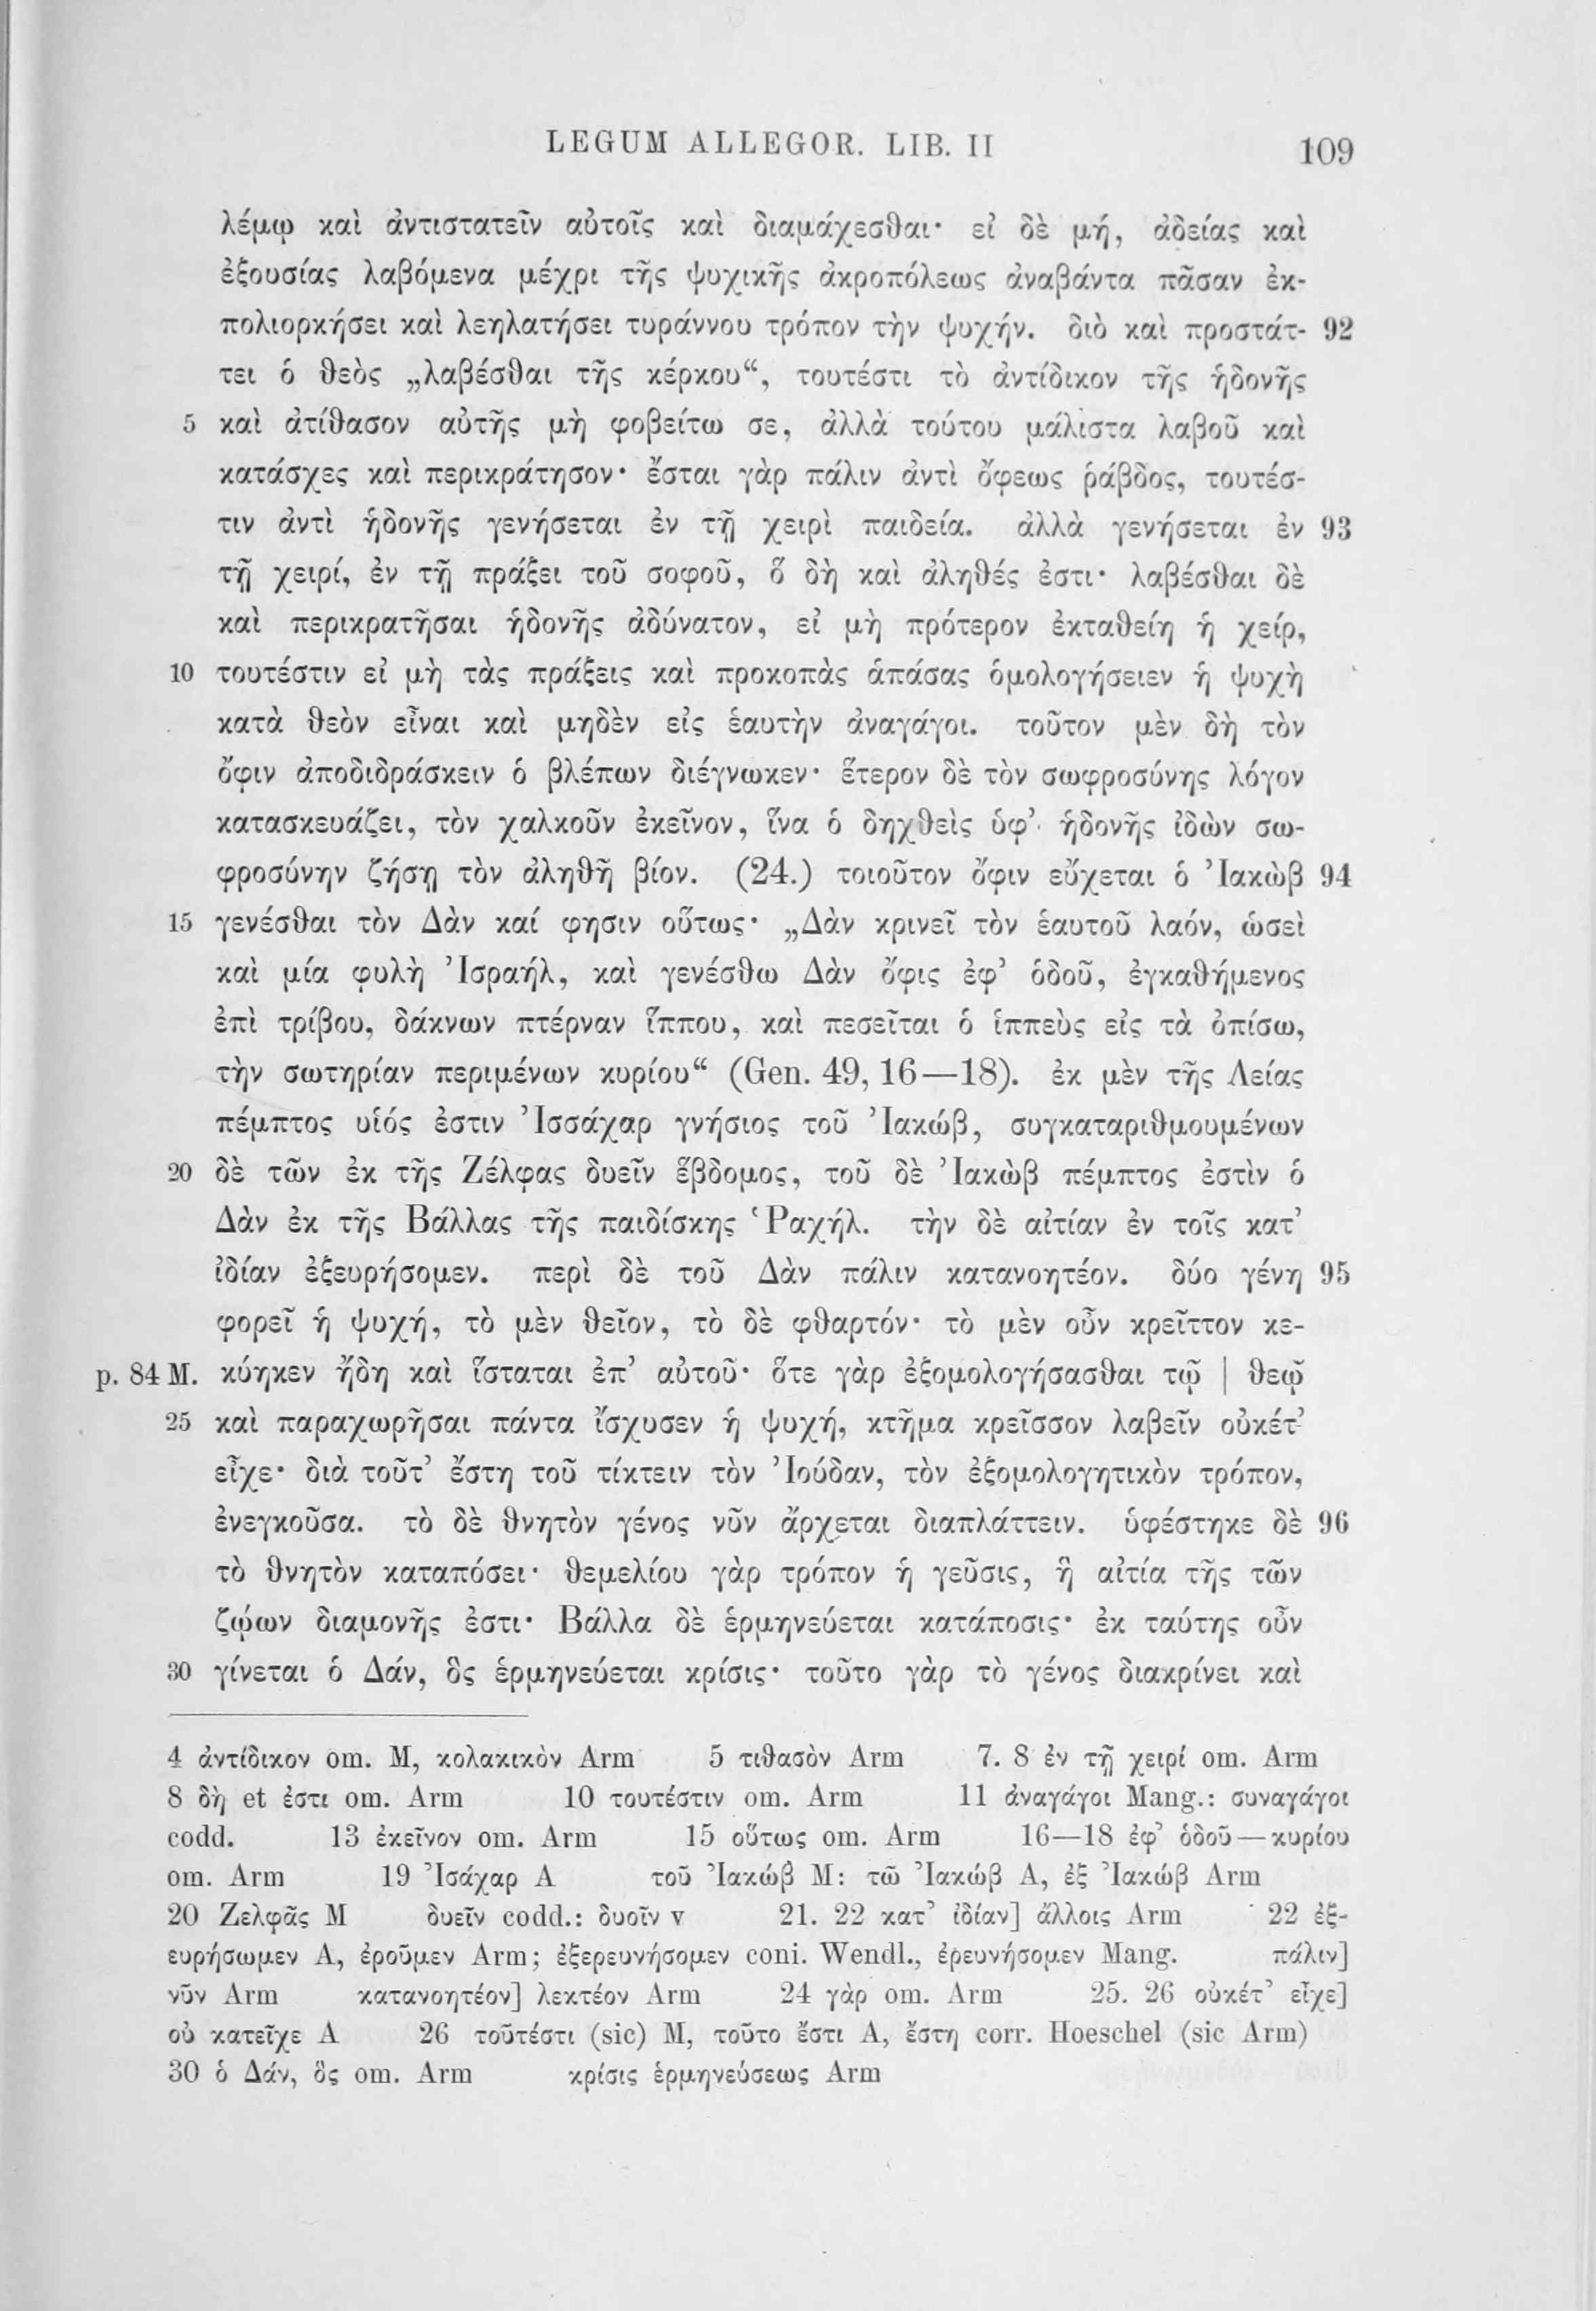 LEGUM ALLEGOR. LIB. II 109
λέμῳ καὶ ἀντιστατεῖν αὐτοῖς καὶ διαμάχεσθαι· εἰ δὲ μή, ἀδείας καὶ
ἐξουσίας λαβόμενα μέχρι τῆς ψυχικῆς ἀκροπόλεως ἀναβάντα πᾶσαν ἐκ-
πολιορκήσει καὶ λεηλατήσει τυράννου τρόπον τὴν ψυχήν. διὸ καὶ προστάτ- 92
τει ὁ θεὸς „λαβέσθαι τῆς κέρκου“, τουτέστι τὸ ἀντίδικον τῆς ἡδονῆς
5 καὶ ἀτίθασον αὐτῆς μὴ φοβείτω σε, ἀλλὰ τούτου μάλιστα λαβοῦ καὶ
κατάσχες καὶ περικράτησον· ἔσται γὰρ πάλιν ἀντὶ ὄφεως ῥάβδος, τουτέσ-
τιν ἀντὶ ἡδονῆς γενήσεται ἐν τῇ χειρὶ παιδεία. ἀλλὰ γενήσεται ἐν 93
τῇ χειρί, ἐν τῇ πράξει τοῦ σοφοῦ, ὃ δὴ καὶ ἀληθές ἐστι· λαβέσθαι δὲ
καὶ περικρατῆσαι ἡδονῆς ἀδύνατον, εἰ μὴ πρότερον ἐκταθείη ἡ χείρ,
10 τουτέστιν εἰ μὴ τὰς πράξεις καὶ προκοπὰς ἁπάσας ὁμολογήσειεν ἡ ψυχὴ
κατὰ θεὸν εἶναι καὶ μηδὲν εἰς ἑαυτὴν ἀναγάγοι. τοῦτον μὲν δὴ τὸν
ὄφιν ἀποδιδράσκειν ὁ βλέπων διέγνωκεν· ἕτερον δὲ τὸν σωφροσύνης λόγον
κατασκευάζει, τὸν χαλκοῦν ἐκεῖνον, ἵνα ὁ δηχθεὶς ὑφ’ ἡδονῆς ἰδὼν σω-
φροσύνην ζήσῃ τὸν ἀληθῆ βίον. (24.) τοιοῦτον ὄφιν εὔχεται ὁ Ἰακὼβ 94
15 γενέσθαι τὸν Δὰν καί φησιν οὕτως· „Δὰν κρινεῖ τὸν ἑαυτοῦ λαόν, ὡσεὶ
καὶ μία φυλὴ Ἰσραήλ, καὶ γενέσθω Δὰν ὄφις ἐφ’ ὁδοῦ, ἐγκαθήμενος
ἐπὶ τρίβου, δάκνων πτέρναν ἵππου, καὶ πεσεῖται ὁ ἱππεὺς εἰς τὰ ὀπίσω,
τὴν σωτηρίαν περιμένων κυρίου“ (Gen. 49, 16—18). ἐκ μὲν τῆς Λείας
πέμπτος υἱός ἐστιν Ἰσσάχαρ γνήσιος τοῦ Ἰακώβ, συγκαταριθμουμένων
20 δὲ τῶν ἐκ τῆς Ζέλφας δυεῖν ἕβδομος, τοῦ δὲ Ἰακὼβ πέμπτος ἐστὶν ὁ
Δὰν ἐκ τῆς Βάλλας τῆς παιδίσκης Ῥαχήλ. τὴν δὲ αἰτίαν ἐν τοῖς κατ’
ἰδίαν ἐξευρήσομεν. περὶ δὲ τοῦ Δὰν πάλιν κατανοητέον. δύο γένη 95
φορεῖ ἡ ψυχή, τὸ μὲν θεῖον, τὸ δὲ φθαρτόν· τὸ μὲν οὖν κρεῖττον κε-
p. 84 M. κύηκεν ἤδη καὶ ἵσταται ἐπ’ αὐτοῦ· ὅτε γὰρ ἐξομολογήσασθαι τῷ | θεῷ
25 καὶ παραχωρῆσαι πάντα ἴσχυσεν ἡ ψυχή, κτῆμα κρεῖσσον λαβεῖν οὐκέτ’
εἶχε· διὰ τοῦτ’ ἔστη τοῦ τίκτειν τὸν Ἰούδαν, τὸν ἐξομολογητικὸν τρόπον,
ἐνεγκοῦσα. τὸ δὲ θνητὸν γένος νῦν ἄρχεται διαπλάττειν. ὑφέστηκε δὲ 96
τὸ θνητὸν καταπόσει· θεμελίου γὰρ τρόπον ἡ γεῦσις, ἣ αἰτία τῆς τῶν
ζῴων διαμονῆς ἐστι· Βάλλα δὲ ἑρμηνεύεται κατάποσις· ἐκ ταύτης οὖν
30 γίνεται ὁ Δάν, ὃς ἑρμηνεύεται κρίσις· τοῦτο γὰρ τὸ γένος διακρίνει καὶ
4 ἀντίδικον om. M, κολακικὸν Arm 5 τιθασὸν Arm 7. 8 ἐν τῇ χειρί om. Arm
8 δὴ et ἐστι om. Arm 10 τουτέστιν om. Arm 11 ἀναγάγοι Mang.: συναγάγοι
codd. 13 ἐκεῖνον om. Arm 15 οὕτως om. Arm 16—18 ἐφ’ ὁδοῦ — κυρίου
om. Arm 19 Ἰσάχαρ A τοῦ Ἰακώβ M: τῶ Ἰακώβ A, ἐξ Ἰακώβ Arm
20 Ζελφᾶς M δυεῖν codd.: δυοῖν v 21. 22 κατ’ ἰδίαν] ἄλλοις Arm 22 ἐξ-
ευρήσωμεν A, ἐροῦμεν Arm; ἐξερευνήσομεν coni. Wendl., ἐρευνήσομεν Mang. πάλιν]
νῦν Arm κατανοητέον] λεκτέον Arm 24 γὰρ om. Arm 25. 26 οὐκέτ’ εἶχε]
οὐ κατεῖχε A 26 τοῦτέστι (sic) M, τοῦτο ἔστι A, ἔστη corr. Hoeschel (sic Arm)
30 ὁ Δάν, ὃς om. Arm κρίσις ἑρμηνεύσεως Arm